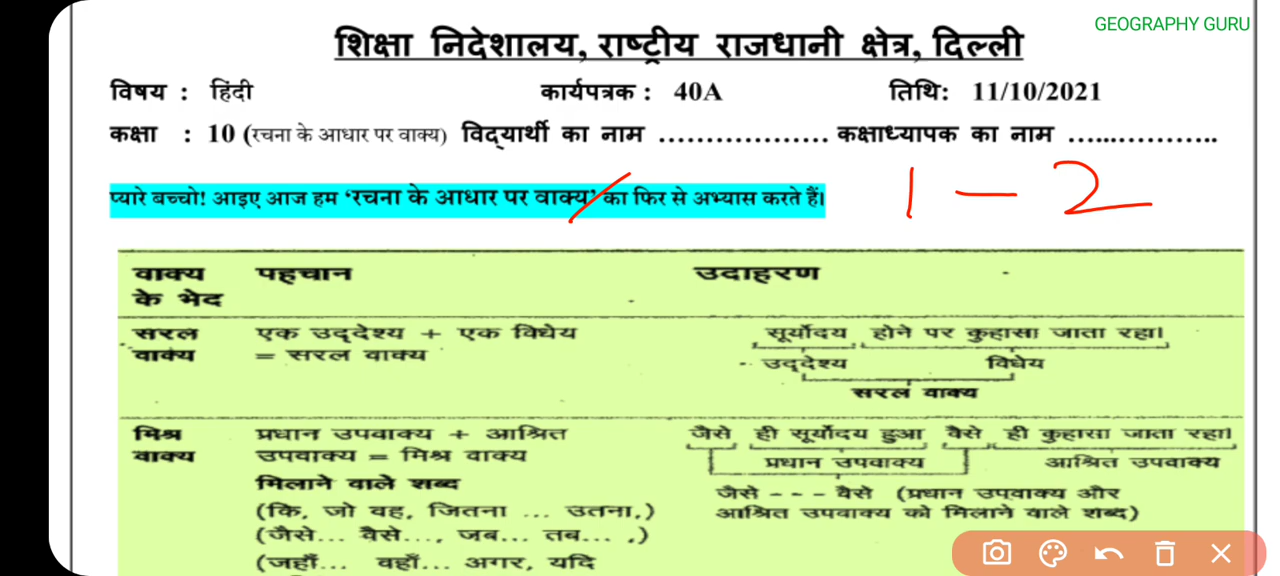 GEOGRAPHY GURU
शिक्षा निदेशालय, राष्ट्रीय राजधानी क्षेत्र, दिल्ली
विषय : हिंदी कार्यपत्रक : 40A तिथि: 11/10/2021
कक्षा : 10 (रचना के आधार पर वाक्य) विद्यार्थी का नाम ................. कक्षाध्यापक का नाम ................
प्यारे बच्चो! आइए आज हम 'रचना के आधार पर वाक्य' का फिर से अभ्यास करते हैं। 1 – 2
वाक्य के भेद पहचान उदाहरण
सरल वाक्य एक उद्देश्य + एक विधेय = सरल वाक्य
सूर्योदय होने पर कुहासा जाता रहा।
उद्देश्य विधेय
सरल वाक्य
मिश्र वाक्य प्रधान उपवाक्य + आश्रित उपवाक्य = मिश्र वाक्य
मिलाने वाले शब्द
(कि, जो वह, जितना ... उतना,)
(जैसे... वैसे..., जब... तब... ,)
(जहाँ... वहाँ... अगर, यदि
जैसे ही सूर्योदय हुआ वैसे ही कुहासा जाता रहा।
प्रधान उपवाक्य आश्रित उपवाक्य
जैसे - - - वैसे (प्रधान उपवाक्य और
आश्रित उपवाक्य को मिलाने वाले शब्द)